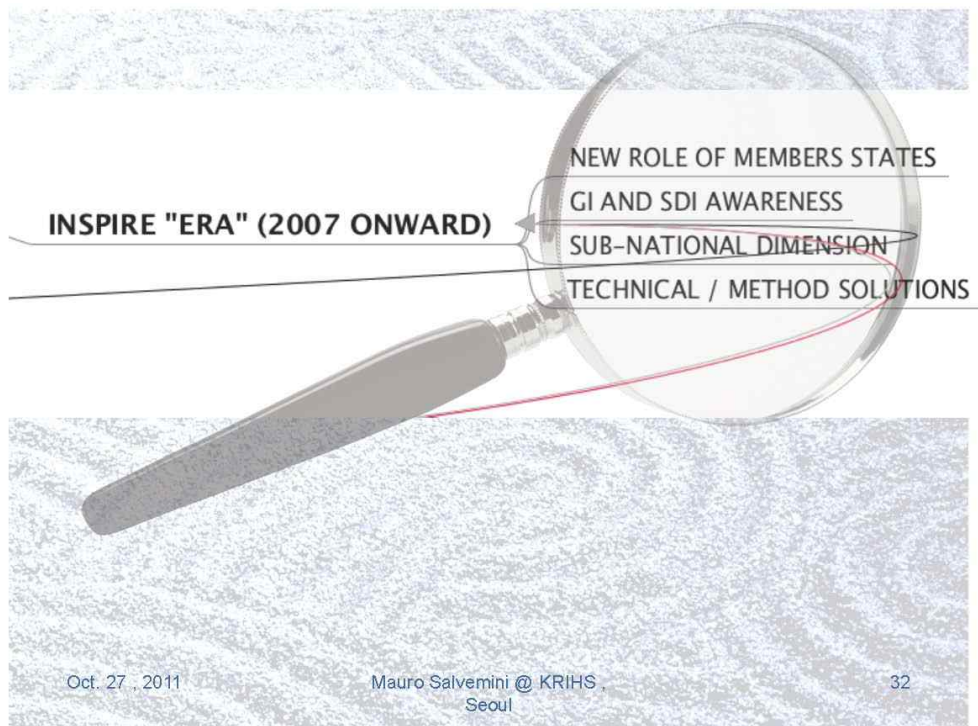 NEW ROLE OF MEMBERS STATES
GI AND SDI AWARENESS
INSPIRE "ERA" (2007 ONWARD)
SUB-NATIONAL DIMENSION
TECHNICAL / METHOD SOLUTIONS
Oct. 27 , 2011
Mauro Salvemini @ KRIHS ,
Seoul
32